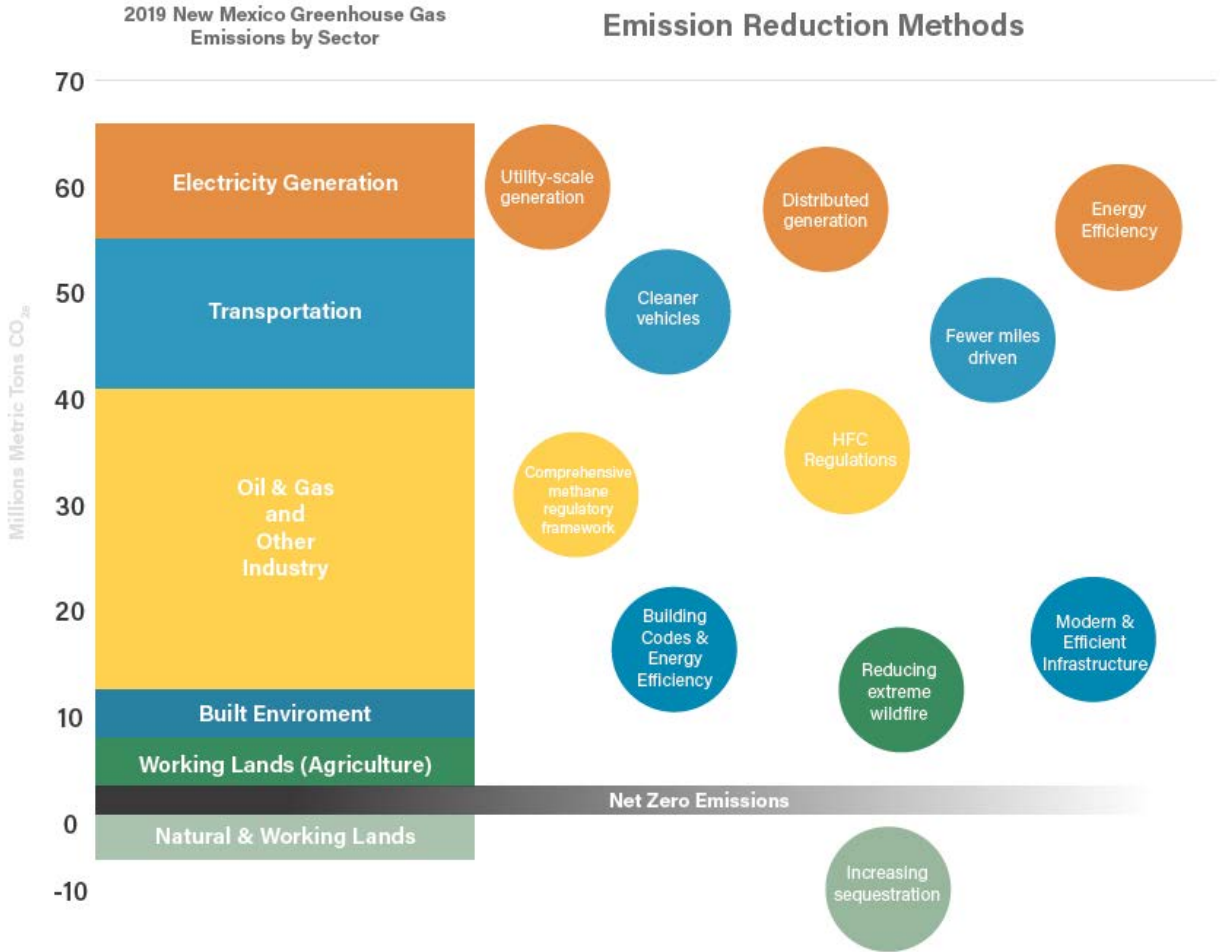 2019 New Mexico Greenhouse Gas
Emissions by Sector
Emission Reduction Methods
Millions Metric Tons CO2e
70
60
50
40
30
20
10
0
-10
Electricity Generation
Transportation
Oil & Gas
and
Other
Industry
Built Enviroment
Working Lands (Agriculture)
Net Zero Emissions
Natural & Working Lands
Utility-scale
generation
Distributed
generation
Energy
Efficiency
Cleaner
vehicles
Fewer miles
driven
Comprehensive
methane
regulatory
framework
HFC
Regulations
Building
Codes &
Energy
Efficiency
Reducing
extreme
wildfire
Modern &
Efficient
Infrastructure
Increasing
sequestration